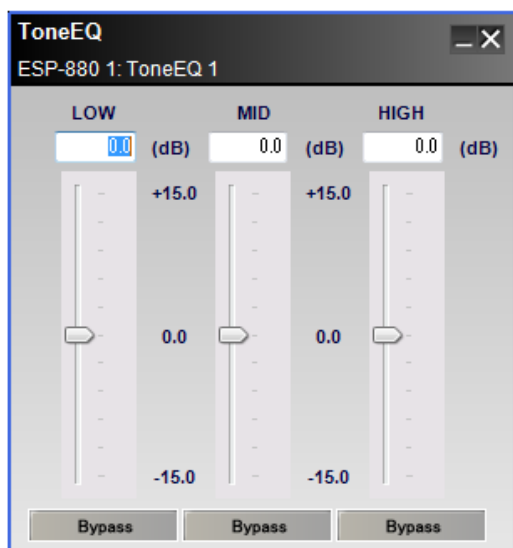 ToneEQ
ESP-880 1: ToneEQ 1
LOW MID HIGH
0.0 (dB) 0.0 (dB) 0.0 (dB)
+15.0 +15.0
0.0 0.0
-15.0 -15.0
Bypass Bypass Bypass